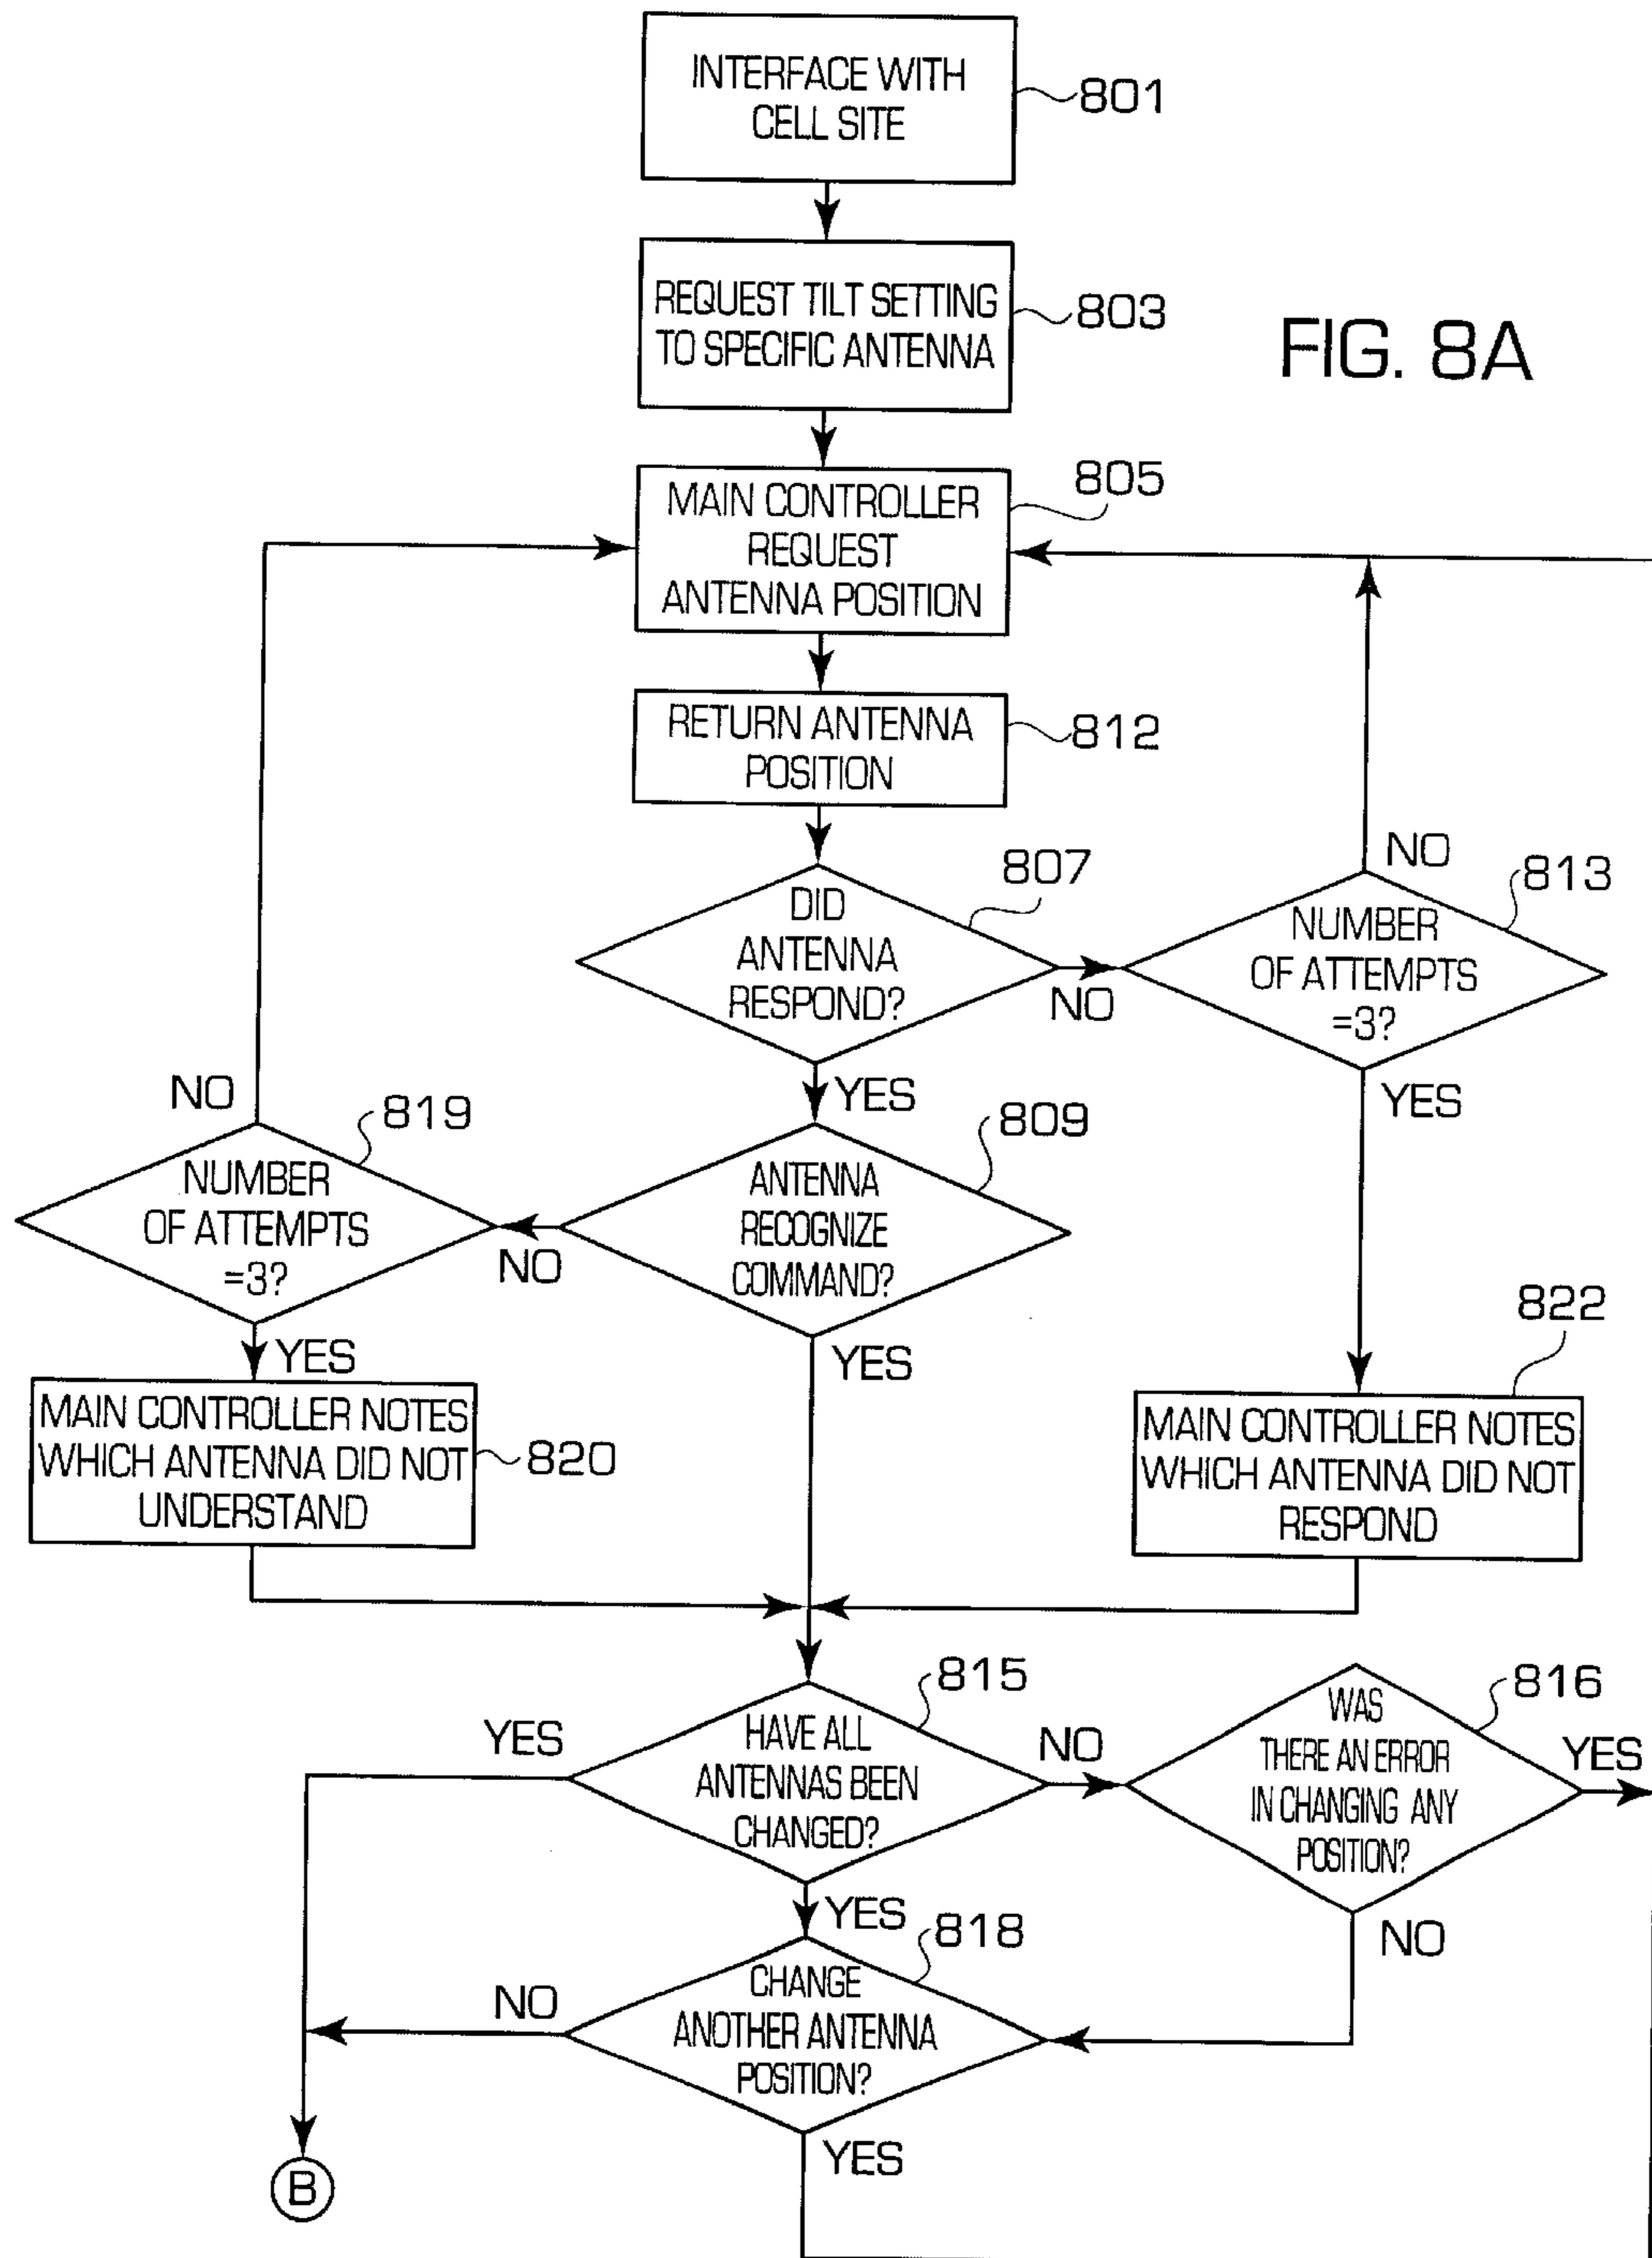 INTERFACE WITH
CELL SITE
801
REQUEST TILT SETTING
TO SPECIFIC ANTENNA
803
FIG. 8A
MAIN CONTROLLER
REQUEST
ANTENNA POSITION
805
RETURN ANTENNA
POSITION
812
DID
ANTENNA
RESPOND?
807
NO
YES
NUMBER
OF ATTEMPTS
=3?
813
NO
YES
ANTENNA
RECOGNIZE
COMMAND?
809
NO
YES
NUMBER
OF ATTEMPTS
=3?
819
NO
YES
MAIN CONTROLLER NOTES
WHICH ANTENNA DID NOT
UNDERSTAND
820
MAIN CONTROLLER NOTES
WHICH ANTENNA DID NOT
RESPOND
822
HAVE ALL
ANTENNAS BEEN
CHANGED?
815
YES
NO
YES
WAS
THERE AN ERROR
IN CHANGING ANY
POSITION?
816
YES
NO
CHANGE
ANOTHER ANTENNA
POSITION?
818
NO
YES
B